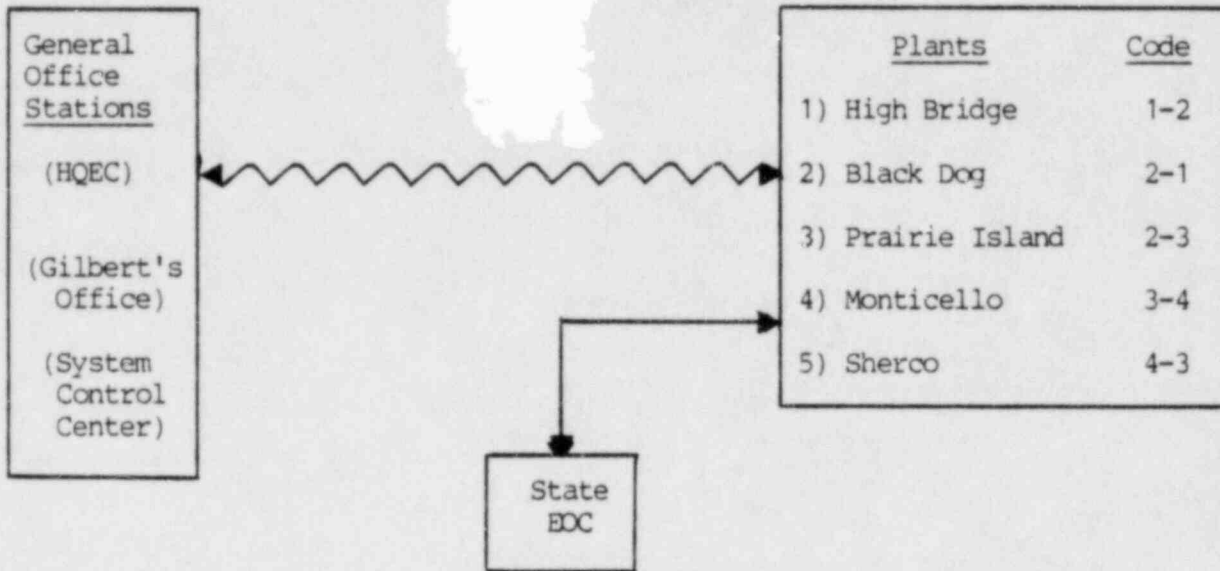 General
Office
Stations
(HQEC)
(Gilbert's
Office)
(System
Control
Center)
Plants Code
1) High Bridge 1-2
2) Black Dog 2-1
3) Prairie Island 2-3
4) Monticello 3-4
5) Sherco 4-3
State
EOC